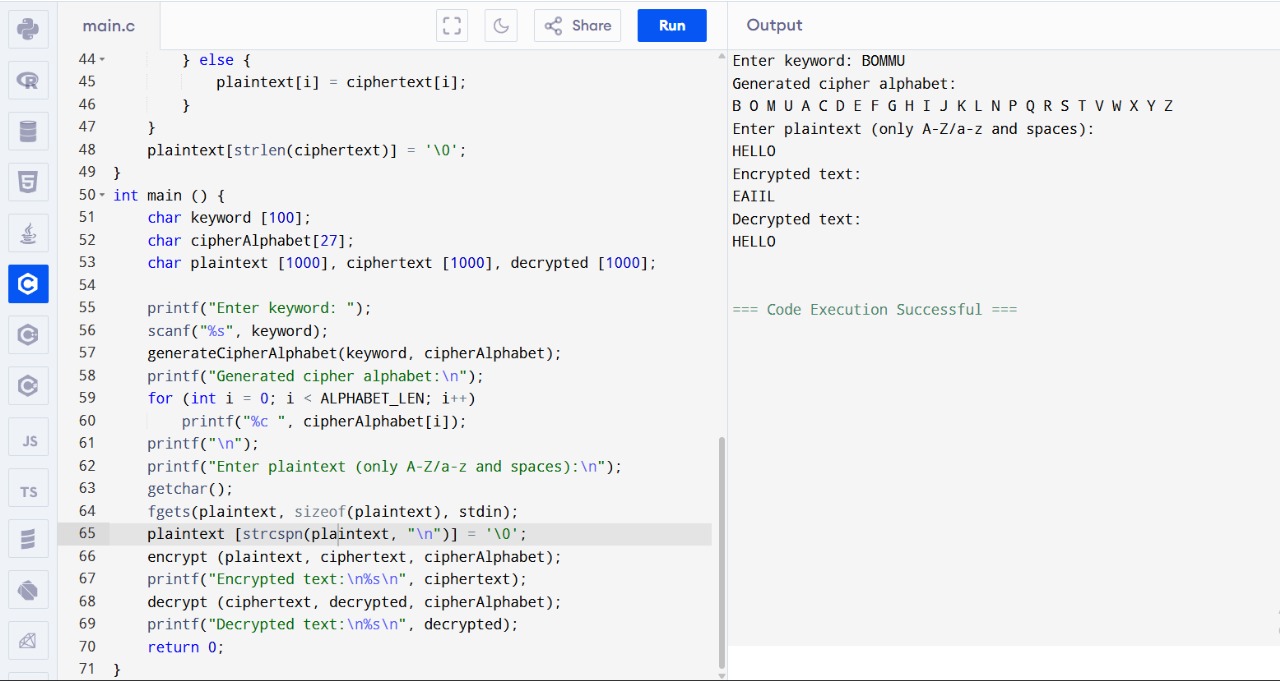 main.c
Share
Run
Output
44 } else {
45 plaintext[i] = ciphertext[i];
46 }
47 }
48 plaintext[strlen(ciphertext)] = '\0';
49 }
50 int main () {
51 char keyword [100];
52 char cipherAlphabet[27];
53 char plaintext [1000], ciphertext [1000], decrypted [1000];
54
55 printf("Enter keyword: ");
56 scanf("%s", keyword);
57 generateCipherAlphabet(keyword, cipherAlphabet);
58 printf("Generated cipher alphabet:\n");
59 for (int i = 0; i < ALPHABET_LEN; i++)
60 printf("%c ", cipherAlphabet[i]);
61 printf("\n");
62 printf("Enter plaintext (only A-Z/a-z and spaces):\n");
63 getchar();
64 fgets(plaintext, sizeof(plaintext), stdin);
65 plaintext [strcspn(plaintext, "\n")] = '\0';
66 encrypt (plaintext, ciphertext, cipherAlphabet);
67 printf("Encrypted text:\n%s\n", ciphertext);
68 decrypt (ciphertext, decrypted, cipherAlphabet);
69 printf("Decrypted text:\n%s\n", decrypted);
70 return 0;
71 }
Enter keyword: BOMMU
Generated cipher alphabet:
B O M U A C D E F G H I J K L N P Q R S T V W X Y Z
Enter plaintext (only A-Z/a-z and spaces):
HELLO
Encrypted text:
EAIIL
Decrypted text:
HELLO
=== Code Execution Successful ===
R
5
C
C
C
JS
TS